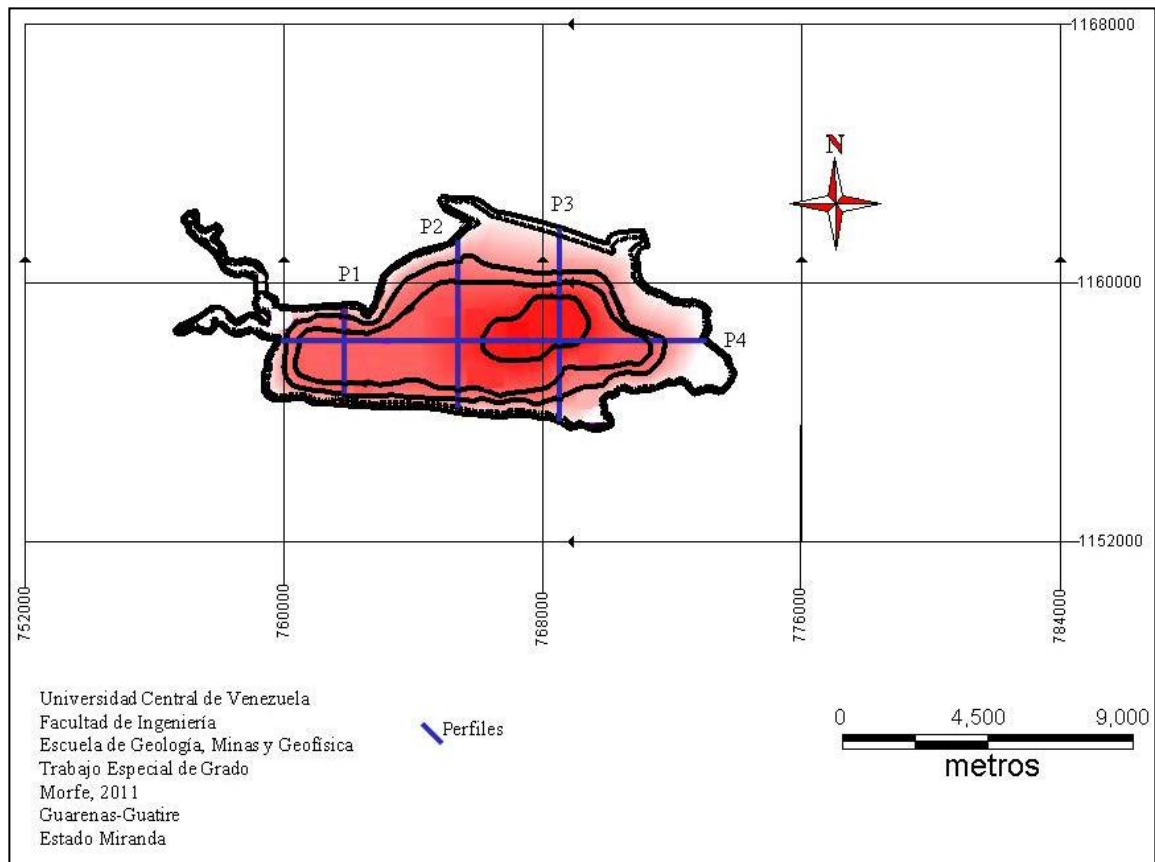 1168000
N
P3
P2
P1
1160000
P4
1152000
752000
760000
768000
776000
784000
Universidad Central de Venezuela
Facultad de Ingeniería
Escuela de Geología, Minas y Geofísica
Trabajo Especial de Grado
Morfe, 2011
Guarenas-Guatire
Estado Miranda
Perfiles
0 4,500 9,000
metros